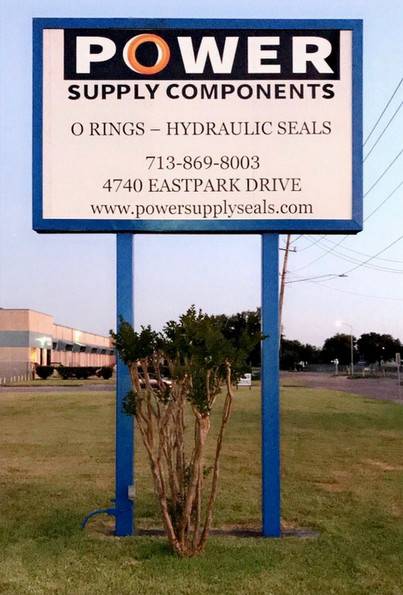 POWER
SUPPLY COMPONENTS
O RINGS – HYDRAULIC SEALS
713-869-8003
4740 EASTPARK DRIVE
www.powersupplyseals.com